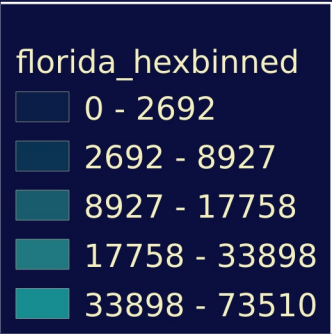 florida_hexbinned
0 - 2692
2692 - 8927
8927 - 17758
17758 - 33898
33898 - 73510